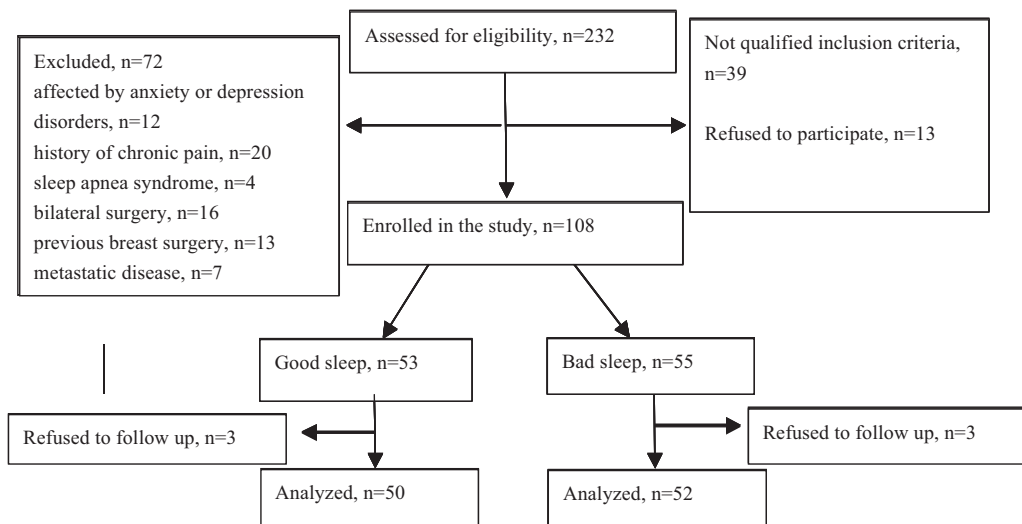 Assessed for eligibility, n=232
Excluded, n=72
affected by anxiety or depression
disorders, n=12
history of chronic pain, n=20
sleep apnea syndrome, n=4
bilateral surgery, n=16
previous breast surgery, n=13
metastatic disease, n=7
Not qualified inclusion criteria,
n=39
Refused to participate, n=13
Enrolled in the study, n=108
Good sleep, n=53
Bad sleep, n=55
Refused to follow up, n=3
Refused to follow up, n=3
Analyzed, n=50
Analyzed, n=52